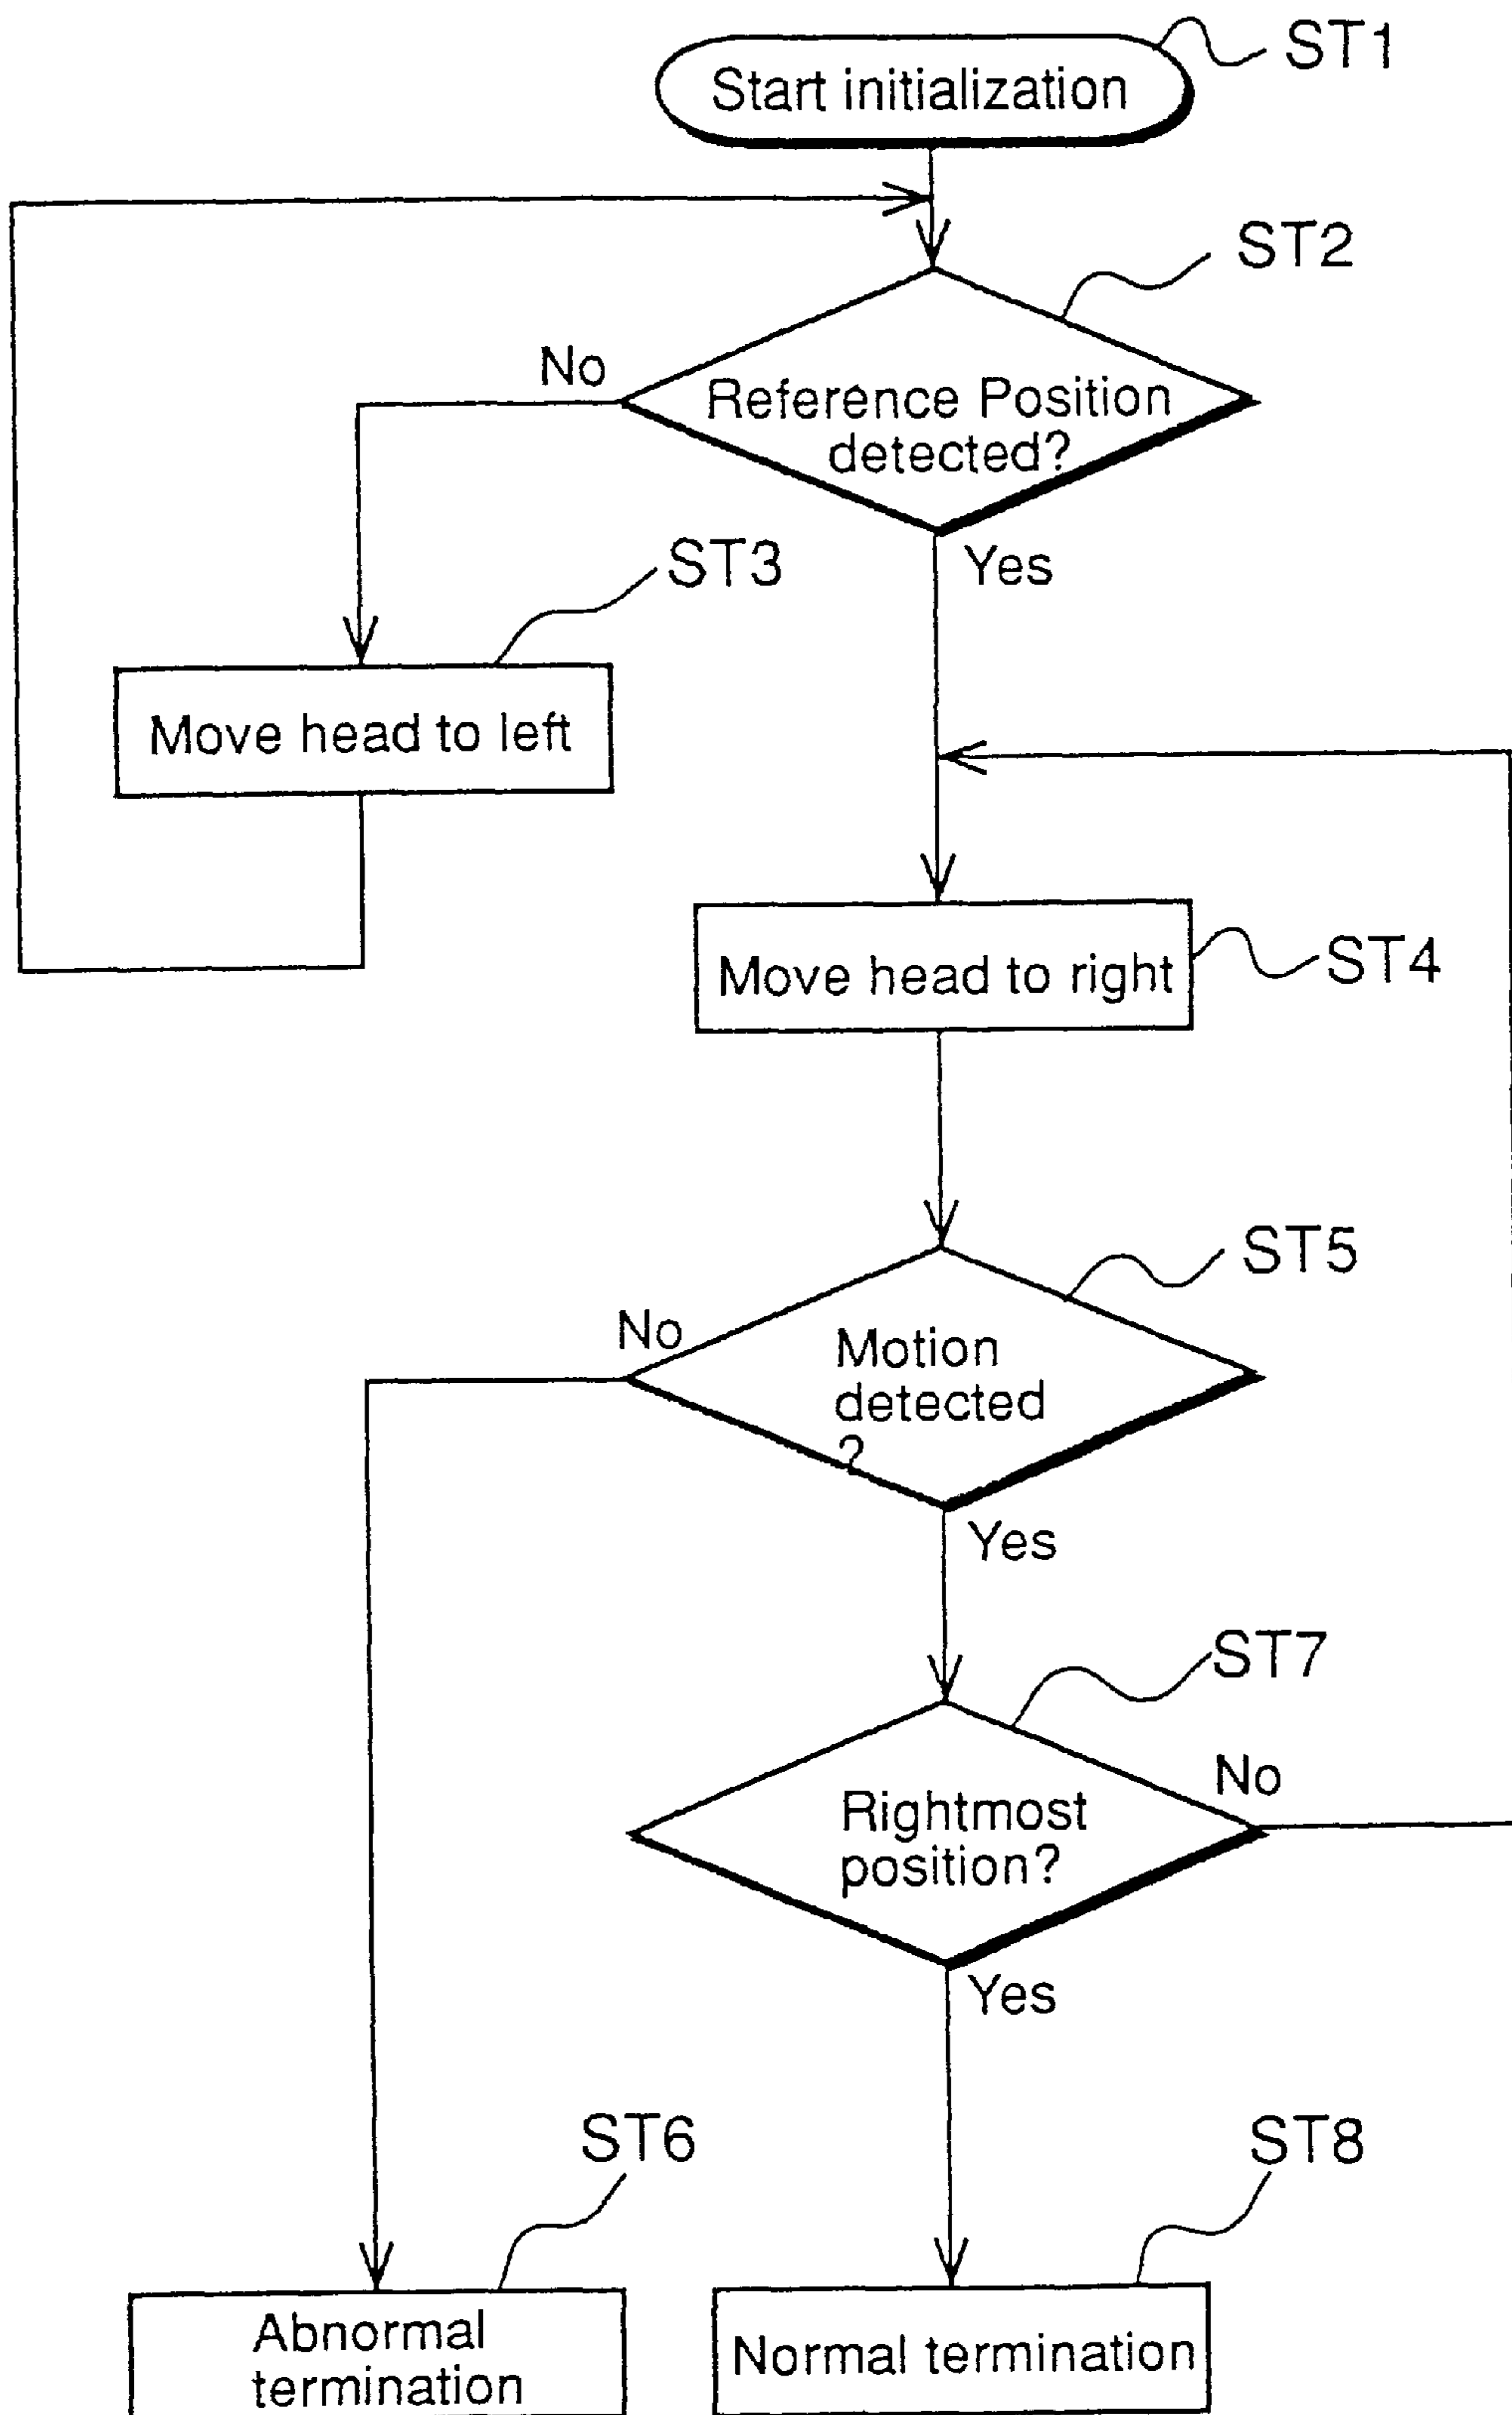 ST1
Start initialization
ST2
No
Reference Position
detected?
Yes
ST3
Move head to left
Move head to right
ST4
ST5
No
Motion
detected
?
Yes
ST7
No
Rightmost
position?
Yes
ST6
ST8
Abnormal
termination
Normal termination